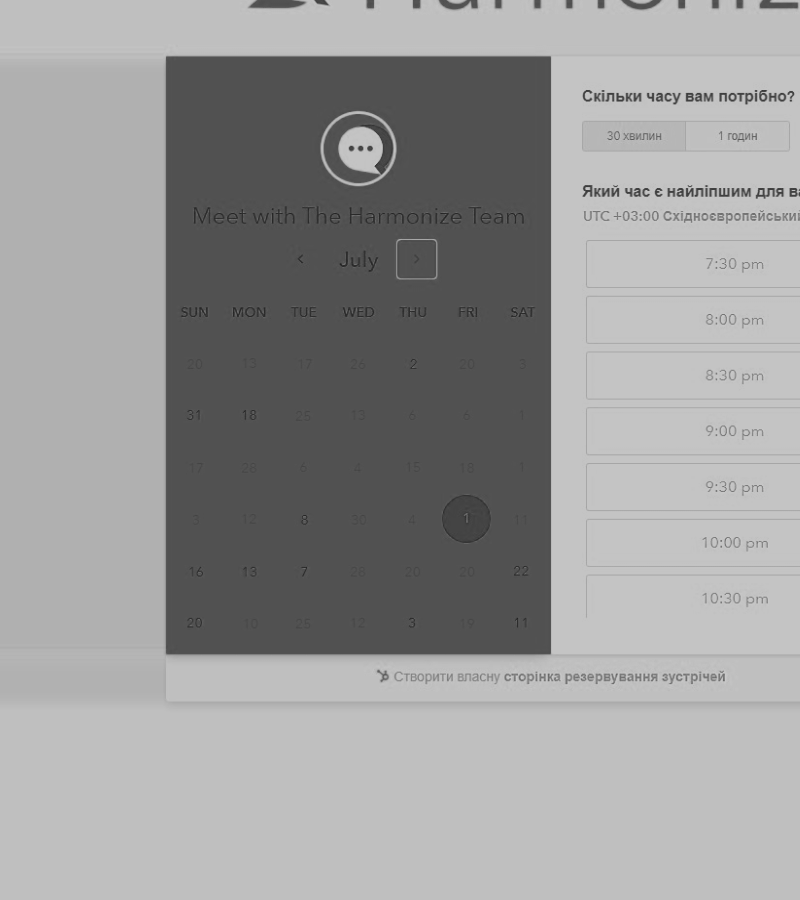 Harmoniz
Meet with The Harmonize Team
July
SUN MON TUE WED THU FRI SAT
20 13 17 26 2 20 3
31 18 25 13 6 6 1
17 28 6 4 15 18 1
3 12 8 30 4 1 11
16 13 7 28 20 20 22
20 10 25 12 3 19 11
Скільки часу вам потрібно?
30 хвилин 1 годин
Який час є найліпшим для ва
UTC +03:00 Східноєвропейський
7:30 pm
8:00 pm
8:30 pm
9:00 pm
9:30 pm
10:00 pm
10:30 pm
Створити власну сторінка резервування зустрічей